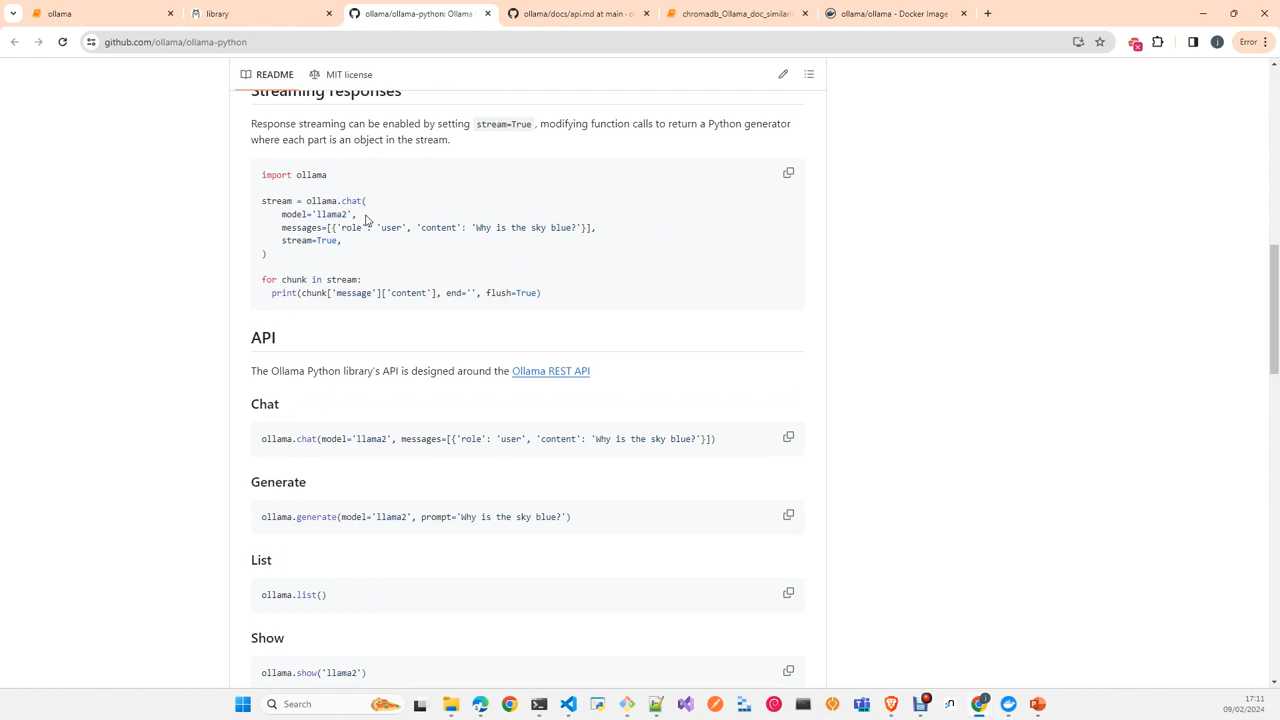 ollama
library
ollama/ollama-python: Ollama
ollama/docs/api.md at main · o
chromadb_Ollama_doc_similarit
ollama/ollama - Docker Image
github.com/ollama/ollama-python
Error
README
MIT license
Streaming responses
Response streaming can be enabled by setting stream=True, modifying function calls to return a Python generator
where each part is an object in the stream.
import ollama
stream = ollama.chat(
model='llama2',
messages=[{'role': 'user', 'content': 'Why is the sky blue?'}],
stream=True,
)
for chunk in stream:
print(chunk['message']['content'], end='', flush=True)
API
The Ollama Python library's API is designed around the Ollama REST API
Chat
ollama.chat(model='llama2', messages=[{'role': 'user', 'content': 'Why is the sky blue?'}])
Generate
ollama.generate(model='llama2', prompt='Why is the sky blue?')
List
ollama.list()
Show
ollama.show('llama2')
Search
17:11
09/02/2024